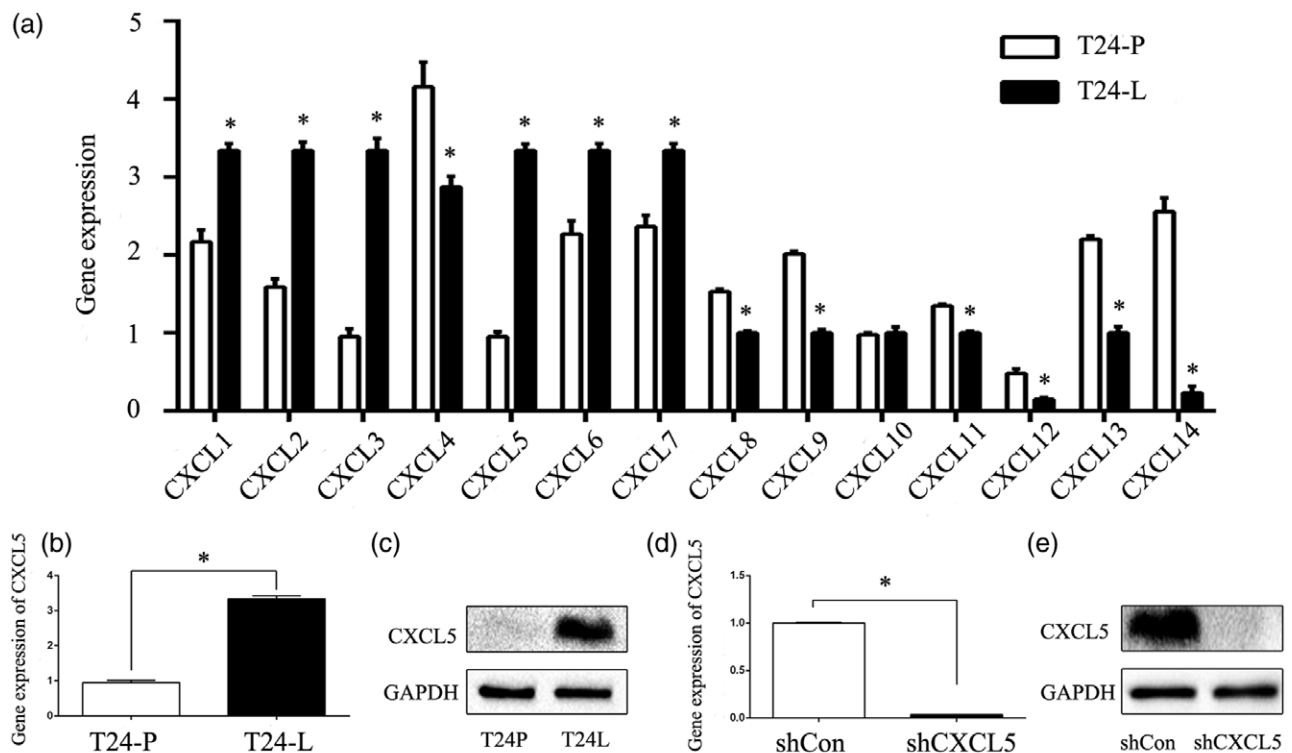 (a)
5
4
3
2
1
0
Gene expression
T24-P
T24-L
* * * * * * * * * * * * *
CXCL1 CXCL2 CXCL3 CXCL4 CXCL5 CXCL6 CXCL7 CXCL8 CXCL9 CXCL10 CXCL11 CXCL12 CXCL13 CXCL14
(b)
Gene expression of CXCL5
4
3
2
1
0
*
T24-P T24-L
(c)
CXCL5
GAPDH
T24P T24L
(d)
Gene expression of CXCL5
1.5
1.0
0.5
0.0
*
shCon shCXCL5
(e)
CXCL5
GAPDH
shCon shCXCL5